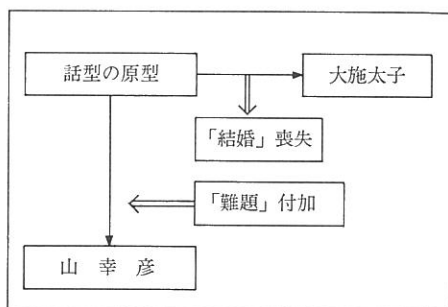 話型の原型
大施太子
「結婚」喪失
「難題」付加
山幸彦